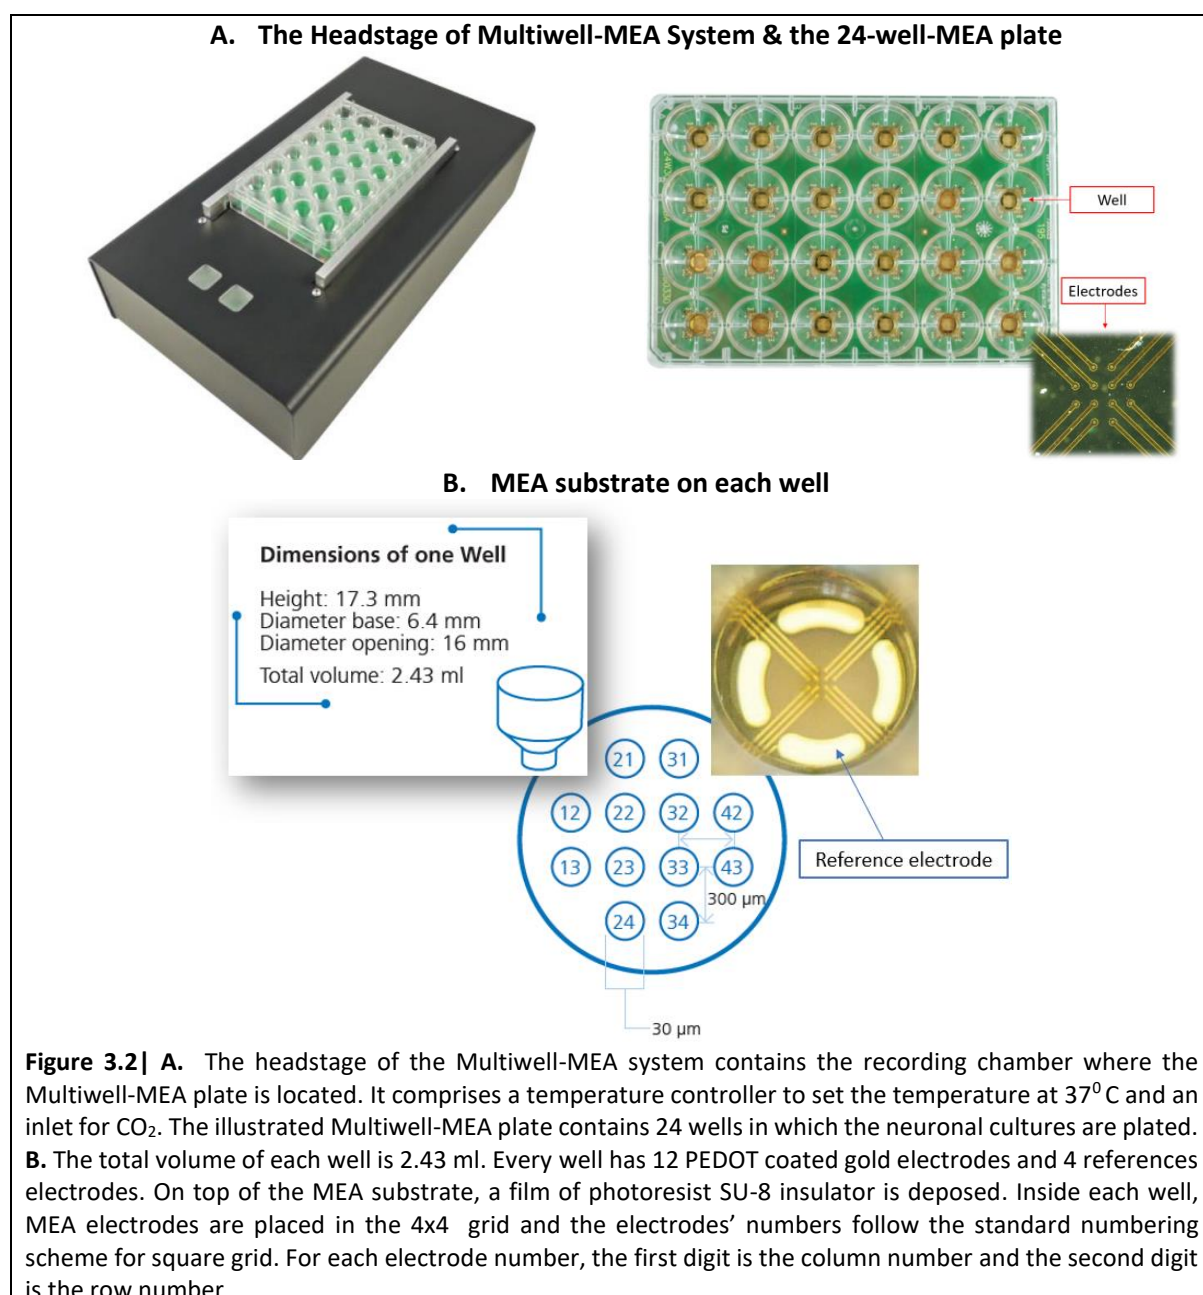 A. The Headstage of Multiwell-MEA System & the 24-well-MEA plate
Well
Electrodes
B. MEA substrate on each well
Dimensions of one Well
Height: 17.3 mm
Diameter base: 6.4 mm
Diameter opening: 16 mm
Total volume: 2.43 ml
21 31
12 22 32 42
Reference electrode
13 23 33 43
300 µm
24 34
30 µm
Figure 3.2| A. The headstage of the Multiwell-MEA system contains the recording chamber where the
Multiwell-MEA plate is located. It comprises a temperature controller to set the temperature at 37⁰ C and an
inlet for CO₂. The illustrated Multiwell-MEA plate contains 24 wells in which the neuronal cultures are plated.
B. The total volume of each well is 2.43 ml. Every well has 12 PEDOT coated gold electrodes and 4 references
electrodes. On top of the MEA substrate, a film of photoresist SU-8 insulator is deposed. Inside each well,
MEA electrodes are placed in the 4x4 grid and the electrodes’ numbers follow the standard numbering
scheme for square grid. For each electrode number, the first digit is the column number and the second digit
is the row number